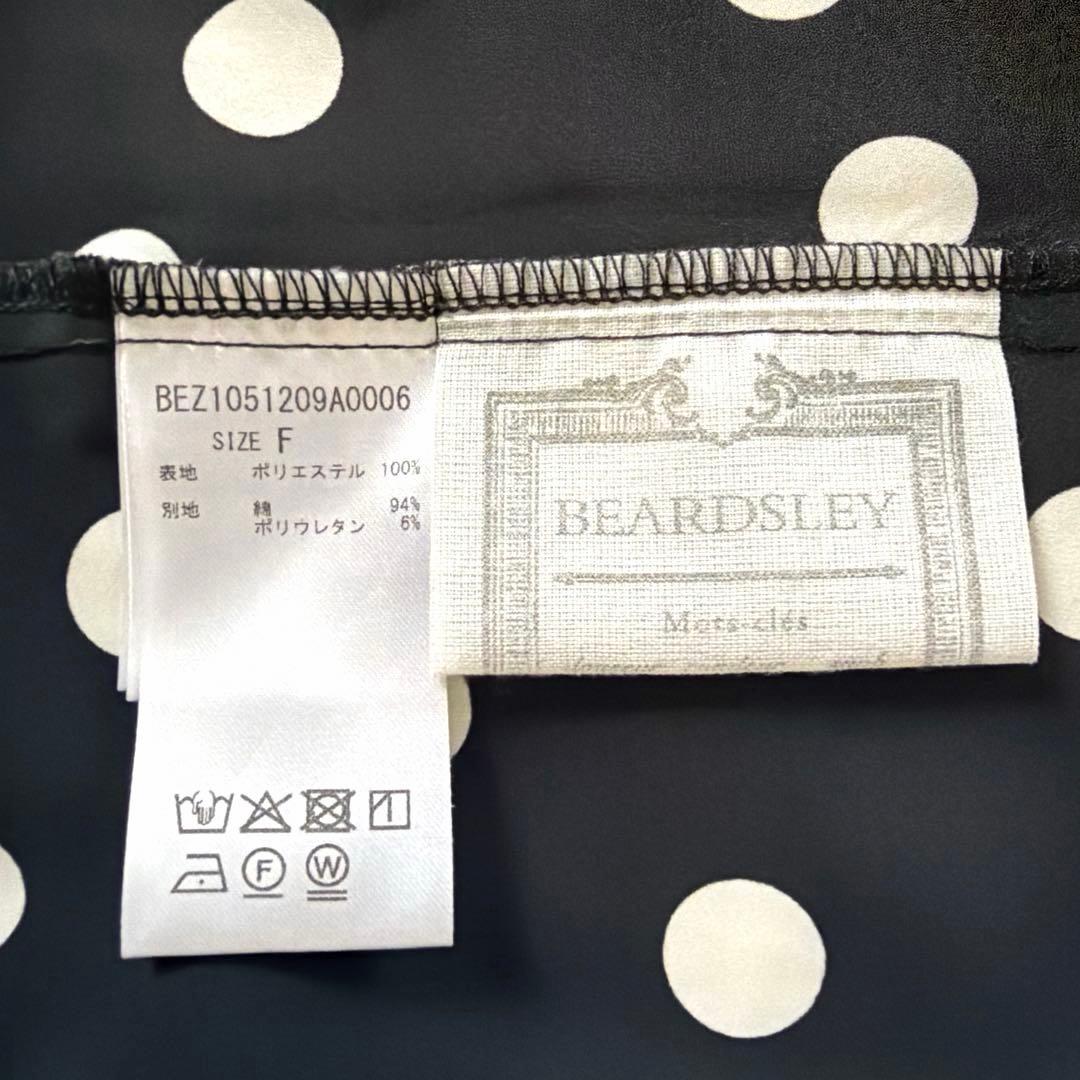 BEZ1051209A0006
SIZE F
表地 ポリエステル 100%
別地 綿 94%
ポリウレタン 6%
F W
BEARDSLEY
Mots-clés